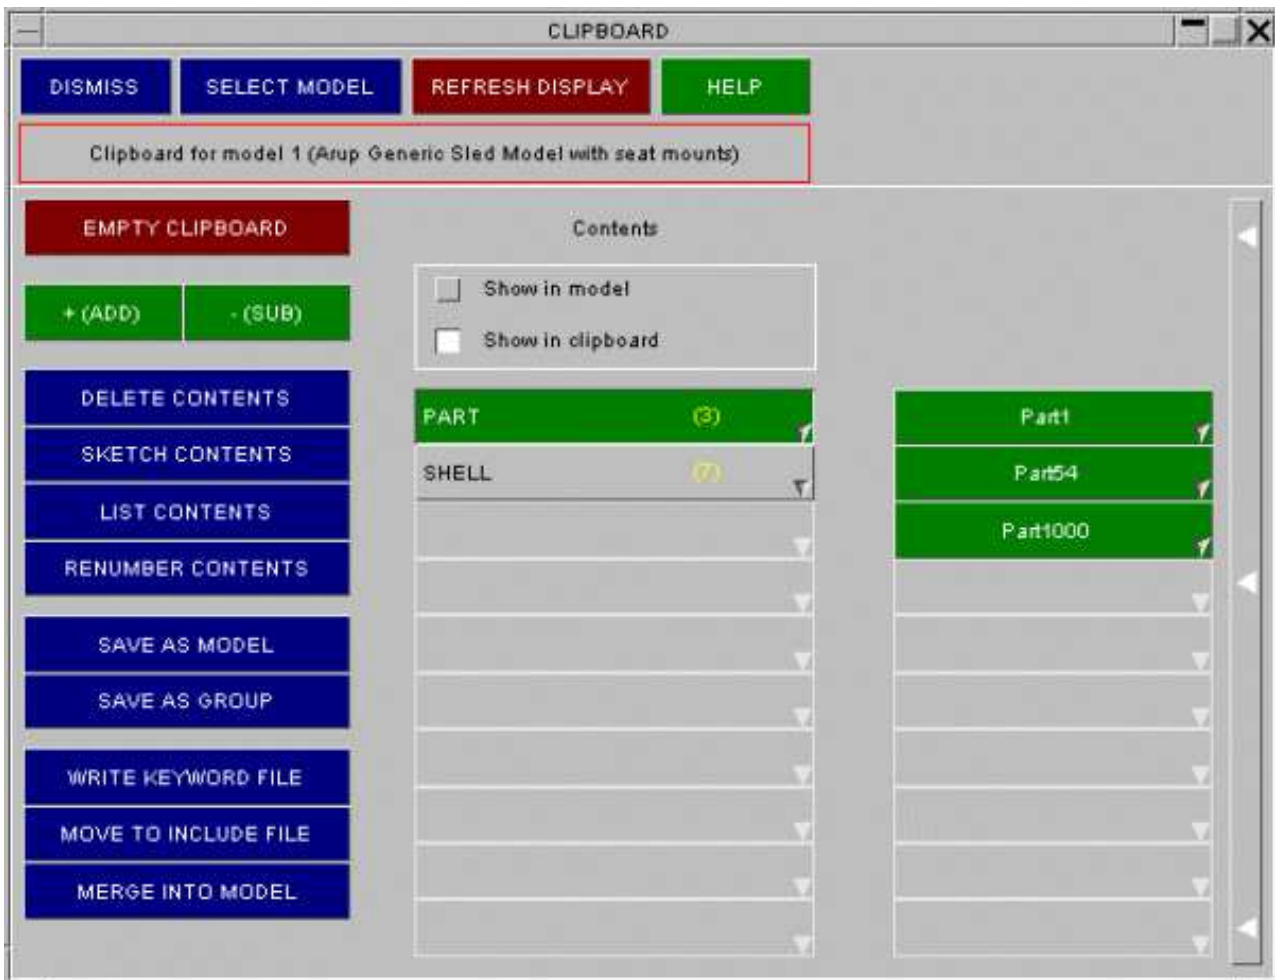 CLIPBOARD
DISMISS SELECT MODEL REFRESH DISPLAY HELP
Clipboard for model 1 (Arup Generic Sled Model with seat mounts)
EMPTY CLIPBOARD
Contents
+ (ADD) - (SUB)
Show in model
Show in clipboard
DELETE CONTENTS
SKETCH CONTENTS
LIST CONTENTS
RENUMBER CONTENTS
SAVE AS MODEL
SAVE AS GROUP
WRITE KEYWORD FILE
MOVE TO INCLUDE FILE
MERGE INTO MODEL
PART (3)
SHELL (7)
Part1
Part54
Part1000